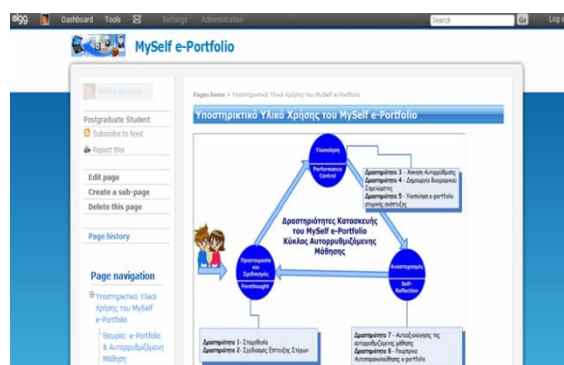 elgg Dashboard Tools Settings Administration Search Go Log
MySelf e-Portfolio
Postgraduate Student
Subscribe to feed
Report this
Edit page
Create a sub-page
Delete this page
Page history
Page navigation
Υποστηρικτικό Υλικό
Χρήσης του MySelf
e-Portfolio
Θεωρία: e-Portfolio
& Αυτορρυθμιζόμενη
Μάθηση
Pages home > Υποστηρικτικό Υλικό Χρήσης του MySelf e-Portfolio
Υποστηρικτικό Υλικό Χρήσης του MySelf e-Portfolio
Υλοποίηση
Performance
Control
Δραστηριότητα 3 - Άσκηση Αυτορρύθμισης
Δραστηριότητα 4 - Δημιουργία Βιογραφικού
Σημειώματος
Δραστηριότητα 5 - Υλοποίηση e-portfolio
ατομικής ανάπτυξης
Δραστηριότητες Κατασκευής
του MySelf e-Portfolio
Κύκλος Αυτορρυθμιζόμενης
Μάθησης
Προετοιμασία
και
Σχεδιασμός
Forethought
Αναστοχασμός
Self-
Reflection
Δραστηριότητα 1- Στοχοθεσία
Δραστηριότητα 2- Σχεδιασμός Επίτευξης Στόχων
Δραστηριότητα 7 - Αυτοαξιολόγηση της
αυτορρυθμιζόμενης μάθησης
Δραστηριότητα 8 - Ρουμπρίκα
Αυτοπαρακολούθησης e-portfolio